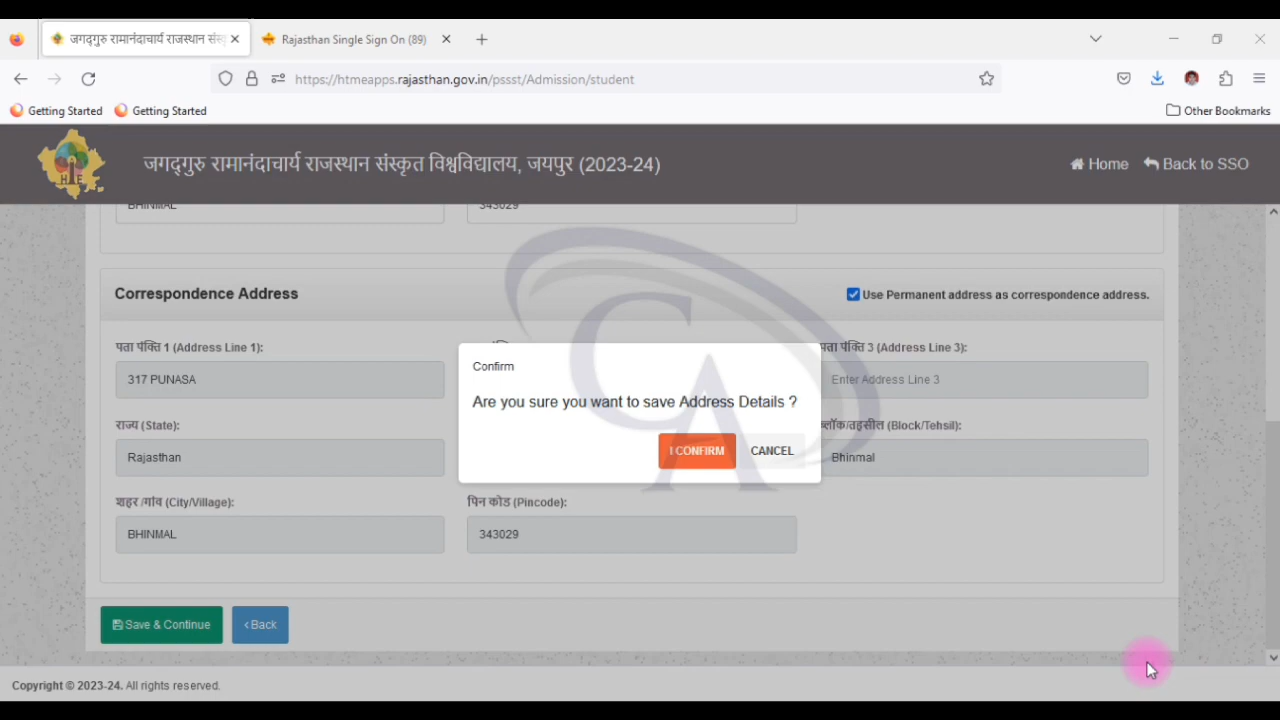 जगद्गुरु रामानंदाचार्य राजस्थान संस्
Rajasthan Single Sign On (89)
https://htmeapps.rajasthan.gov.in/pssst/Admission/student
Getting Started
Getting Started
Other Bookmarks
HTE
जगद्गुरु रामानंदाचार्य राजस्थान संस्कृत विश्वविद्यालय, जयपुर (2023-24)
Home
Back to SSO
BHINMAL
343029
Correspondence Address
Use Permanent address as correspondence address.
पता पंक्ति 1 (Address Line 1):
पता पंक्ति 3 (Address Line 3):
317 PUNASA
Enter Address Line 3
Confirm
Are you sure you want to save Address Details ?
I CONFIRM
CANCEL
राज्य (State):
ब्लॉक/तहसील (Block/Tehsil):
Rajasthan
Bhinmal
शहर /गांव (City/Village):
पिन कोड (Pincode):
BHINMAL
343029
Save & Continue
Back
Copyright © 2023-24. All rights reserved.
CA